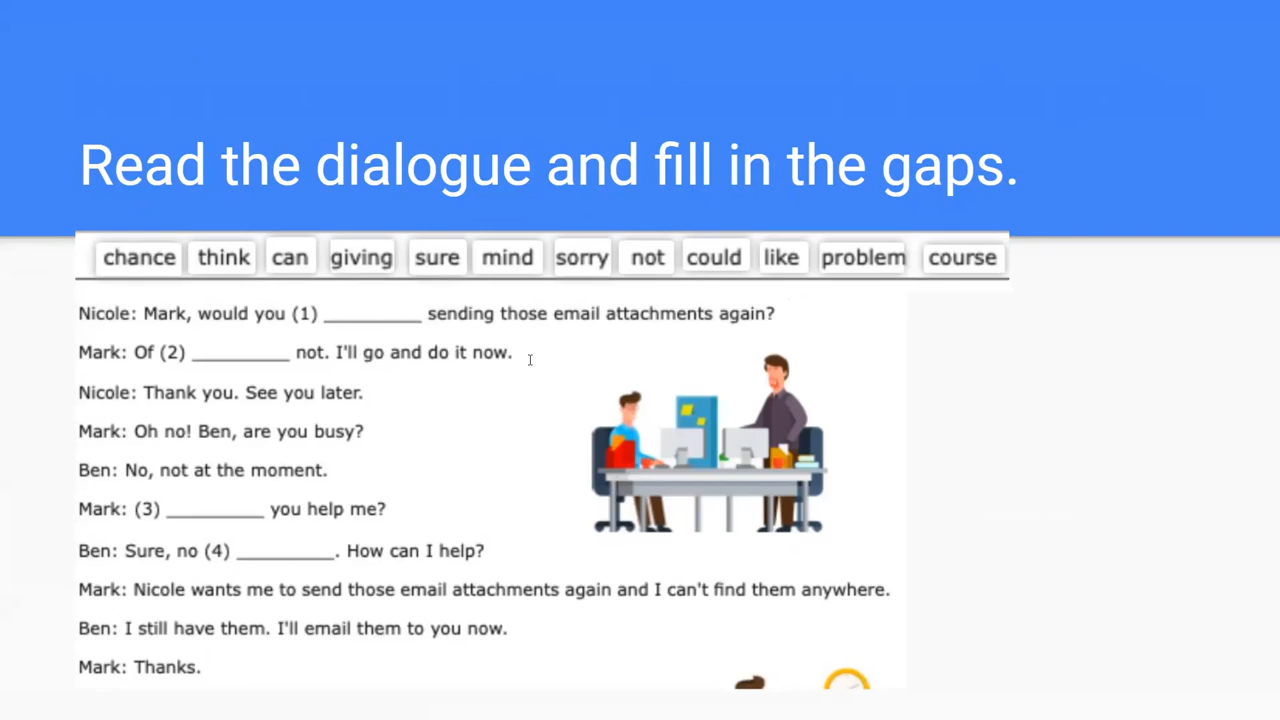 Read the dialogue and fill in the gaps.
chance think can giving sure mind sorry not could like problem course
Nicole: Mark, would you (1) __________ sending those email attachments again?
Mark: Of (2) __________ not. I'll go and do it now.
Nicole: Thank you. See you later.
Mark: Oh no! Ben, are you busy?
Ben: No, not at the moment.
Mark: (3) __________ you help me?
Ben: Sure, no (4) __________. How can I help?
Mark: Nicole wants me to send those email attachments again and I can't find them anywhere.
Ben: I still have them. I'll email them to you now.
Mark: Thanks.